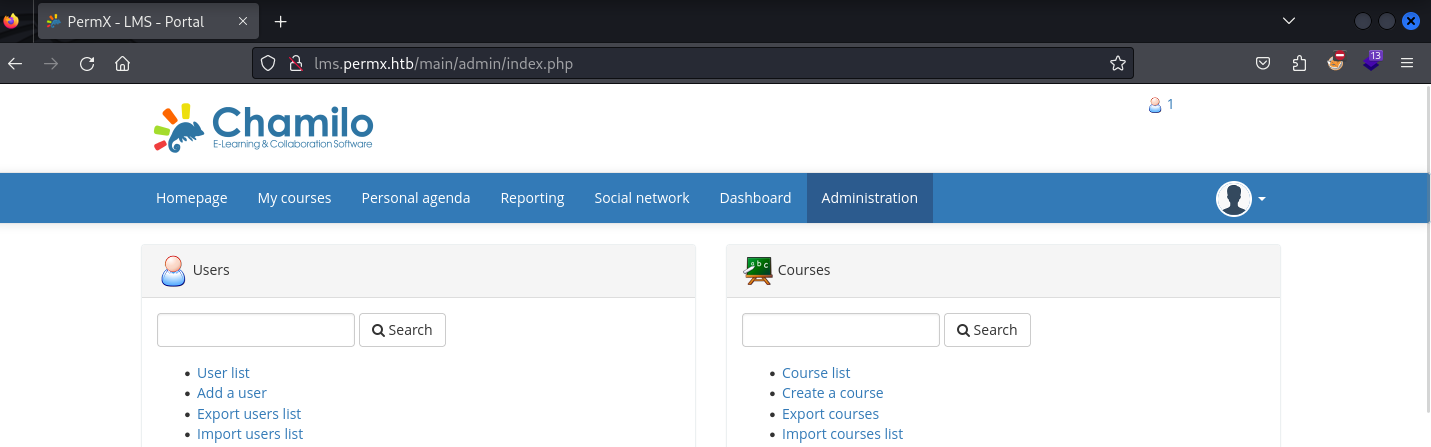 PermX - LMS - Portal
lms.permx.htb/main/admin/index.php
13
Chamilo
E-Learning & Collaboration Software
1
Homepage My courses Personal agenda Reporting Social network Dashboard Administration
Users
Search
User list
Add a user
Export users list
Import users list
abc
Courses
Search
Course list
Create a course
Export courses
Import courses list